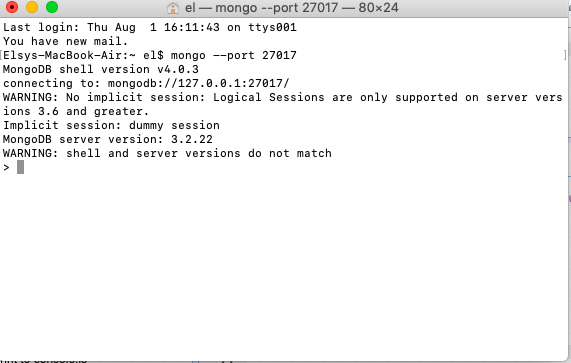 el — mongo --port 27017 — 80×24
Last login: Thu Aug  1 16:11:43 on ttys001
You have new mail.
[Elsys-MacBook-Air:~ el$ mongo --port 27017 ]
MongoDB shell version v4.0.3
connecting to: mongodb://127.0.0.1:27017/
WARNING: No implicit session: Logical Sessions are only supported on server vers
ions 3.6 and greater.
Implicit session: dummy session
MongoDB server version: 3.2.22
WARNING: shell and server versions do not match
>